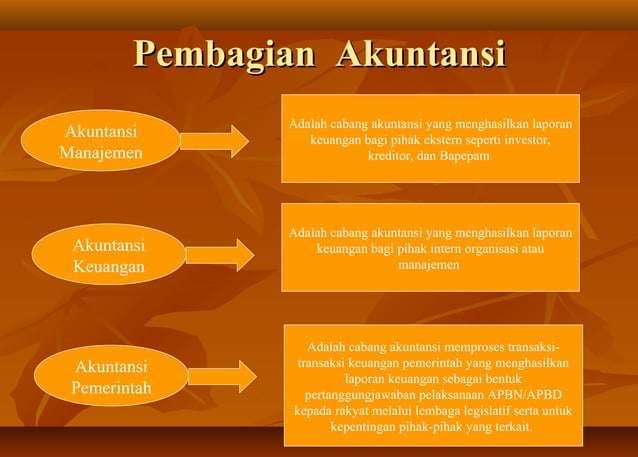 Pembagian Akuntansi
Akuntansi
Manajemen
Adalah cabang akuntansi yang menghasilkan laporan
keuangan bagi pihak ekstern seperti investor,
kreditor, dan Bapepam
Akuntansi
Keuangan
Adalah cabang akuntansi yang menghasilkan laporan
keuangan bagi pihak intern organisasi atau
manajemen
Akuntansi
Pemerintah
Adalah cabang akuntansi memproses transaksi-
transaksi keuangan pemerintah yang menghasilkan
laporan keuangan sebagai bentuk
pertanggungjawaban pelaksanaan APBN/APBD
kepada rakyat melalui lembaga legislatif serta untuk
kepentingan pihak-pihak yang terkait.